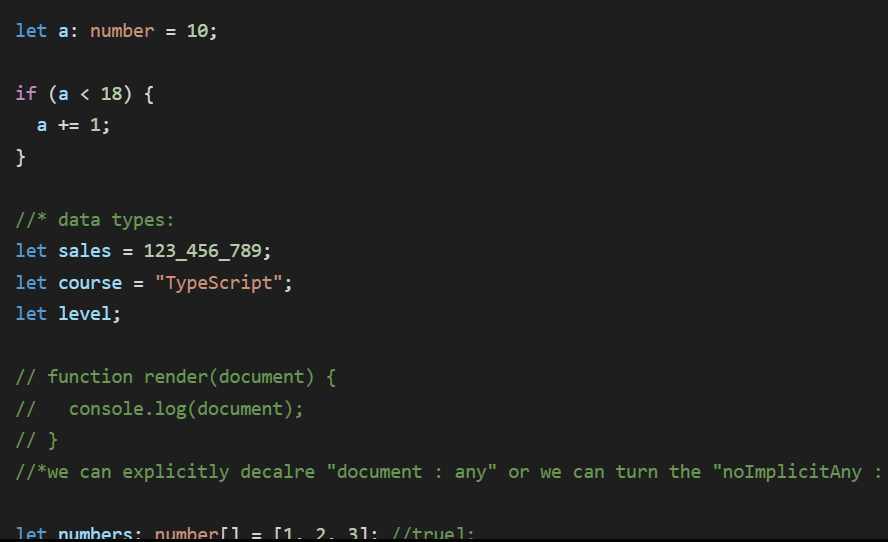 let a: number = 10;
if (a < 18) {
  a += 1;
}
//* data types:
let sales = 123_456_789;
let course = "TypeScript";
let level;
// function render(document) {
//   console.log(document);
// }
//*we can explicitly decalre "document : any" or we can turn the "noImplicitAny :
let numbers: number[] = [1, 2, 3]; //true];